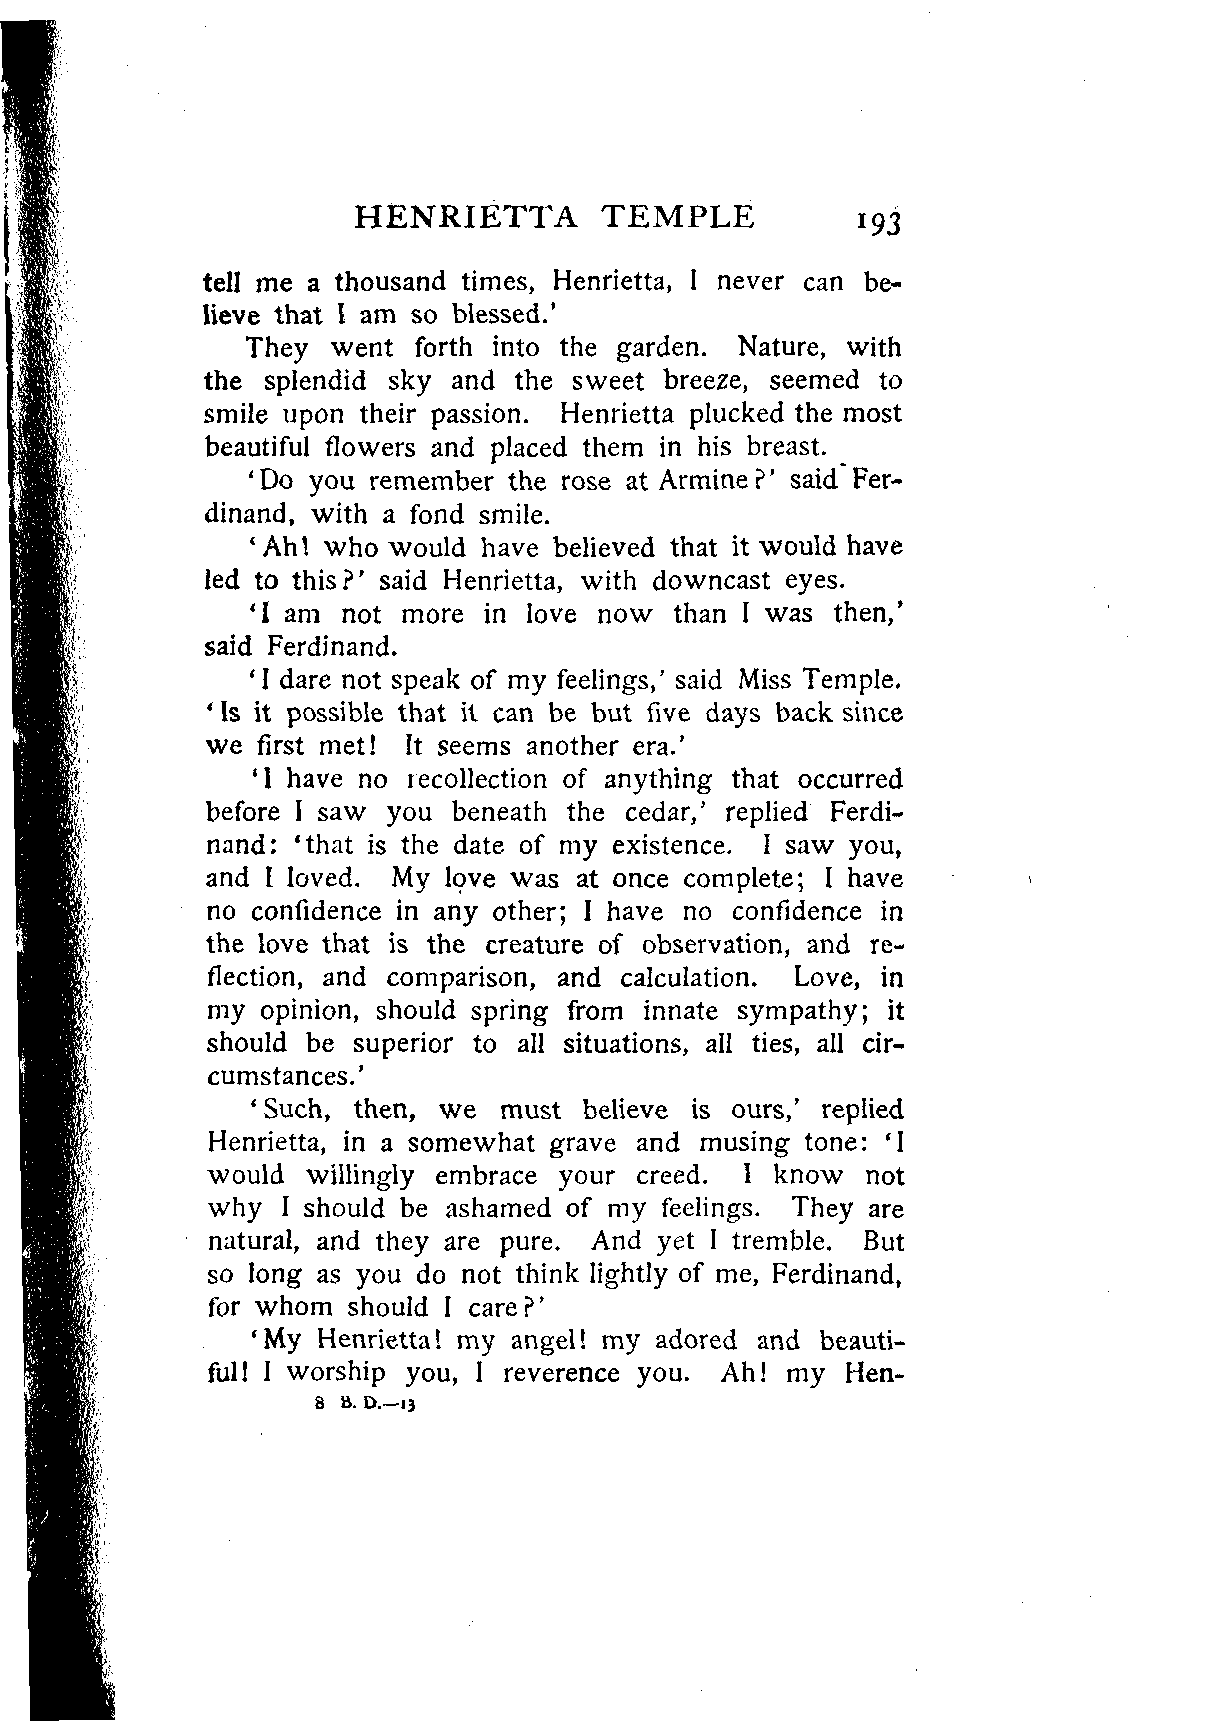 HENRIETTA TEMPLE 193
tell me a thousand times, Henrietta, I never can be-
lieve that I am so blessed.'
They went forth into the garden. Nature, with
the splendid sky and the sweet breeze, seemed to
smile upon their passion. Henrietta plucked the most
beautiful flowers and placed them in his breast.
'Do you remember the rose at Armine?' said Fer-
dinand, with a fond smile.
'Ah! who would have believed that it would have
led to this?' said Henrietta, with downcast eyes.
'I am not more in love now than I was then,'
said Ferdinand.
'I dare not speak of my feelings,' said Miss Temple.
'Is it possible that it can be but five days back since
we first met! It seems another era.'
'I have no recollection of anything that occurred
before I saw you beneath the cedar,' replied Ferdi-
nand: 'that is the date of my existence. I saw you,
and I loved. My love was at once complete; I have
no confidence in any other; I have no confidence in
the love that is the creature of observation, and re-
flection, and comparison, and calculation. Love, in
my opinion, should spring from innate sympathy; it
should be superior to all situations, all ties, all cir-
cumstances.'
'Such, then, we must believe is ours,' replied
Henrietta, in a somewhat grave and musing tone: 'I
would willingly embrace your creed. I know not
why I should be ashamed of my feelings. They are
natural, and they are pure. And yet I tremble. But
so long as you do not think lightly of me, Ferdinand,
for whom should I care?'
'My Henrietta! my angel! my adored and beauti-
ful! I worship you, I reverence you. Ah! my Hen-
8 B. D.—13